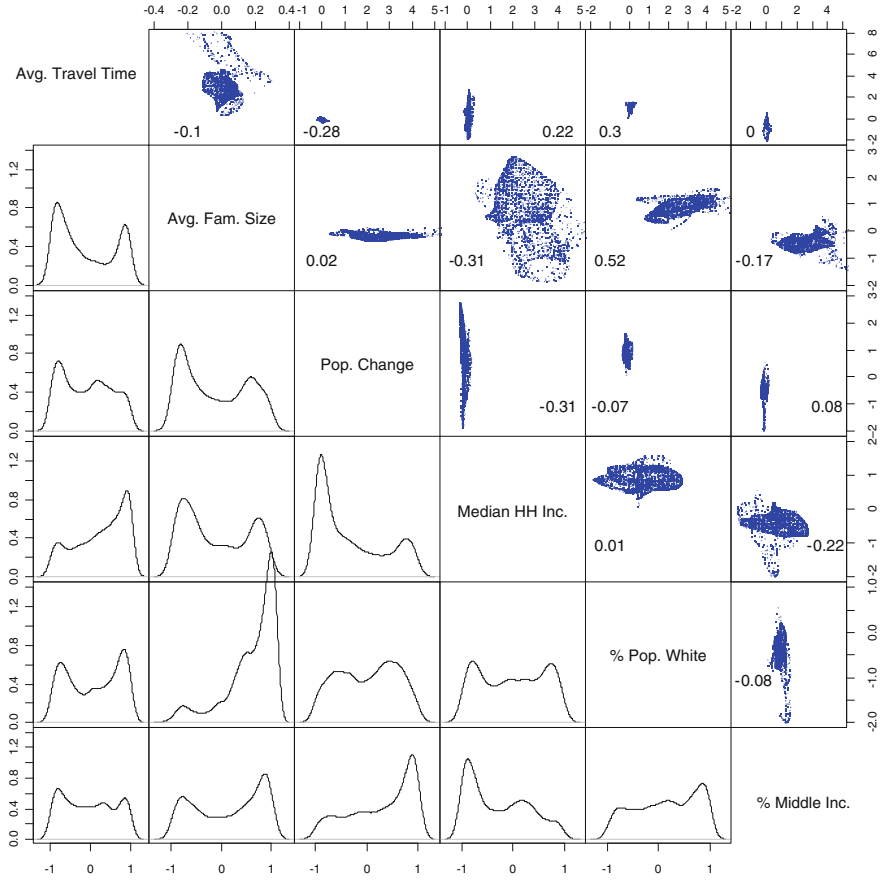 -0.4 -0.2 0.0 0.2 0.4 -1 0 1 2 3 4 5 0 1 2 3 4 5 -2 0 1 2 3 4 5 -2 0 2 4
Avg. Travel Time
-0.1
-0.28
0.22
0.3
0
-2 0 2 4 6 8
0.0 0.4 0.8 1.2
Avg. Fam. Size
0.02
-0.31
0.52
-0.17
-2 -1 0 1 2 3
0.0 0.4 0.8 1.2
Pop. Change
-0.31
-0.07
0.08
-2 -1 0 1 2 3
0.0 0.4 0.8 1.2
Median HH Inc.
0.01
-0.22
-2 -1 0 1 2
0.0 0.4 0.8 1.2
% Pop. White
-0.08
-2.0 -1.0 0.0 1.0
0.0 0.4 0.8 1.2
% Middle Inc.
-1 0 1 -1 0 1 -1 0 1 -1 0 1 -1 0 1